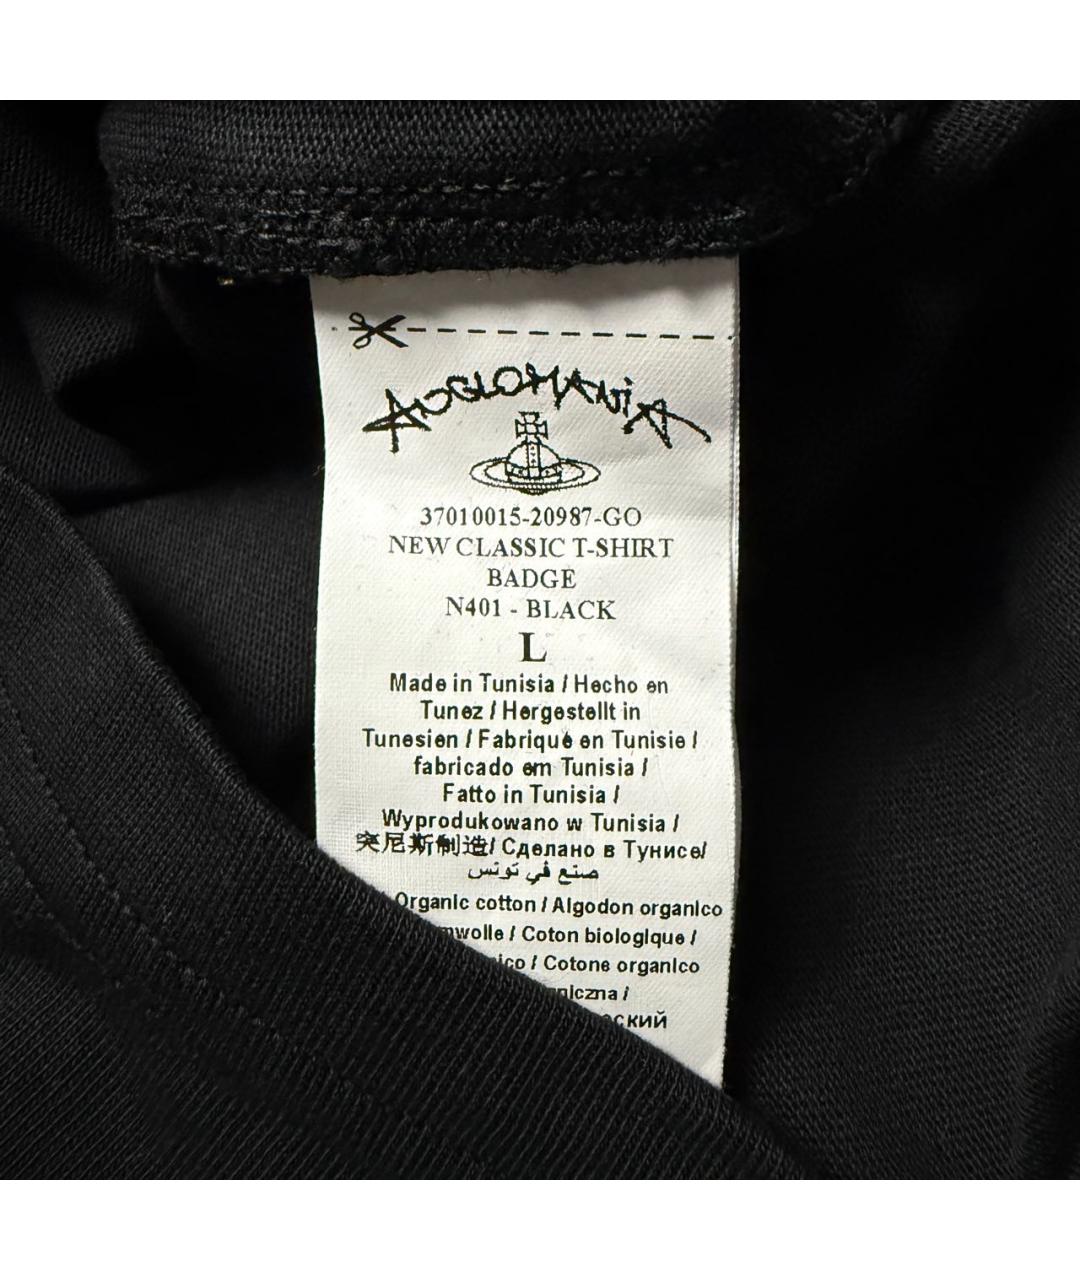 ANGLOMANIA
37010015-20987-GO
NEW CLASSIC T-SHIRT
BADGE
N401 - BLACK
L
Made in Tunisia / Hecho en
Tunez / Hergestellt in
Tunesien / Fabriqué en Tunisie /
fabricado em Tunisia /
Fatto in Tunisia /
Wyprodukowano w Tunisia /
突尼斯制造/ Сделано в Тунисе/
صنع في تونس
Organic cotton / Algodon organico
/ Coton biologique /
/ Cotone organico
/